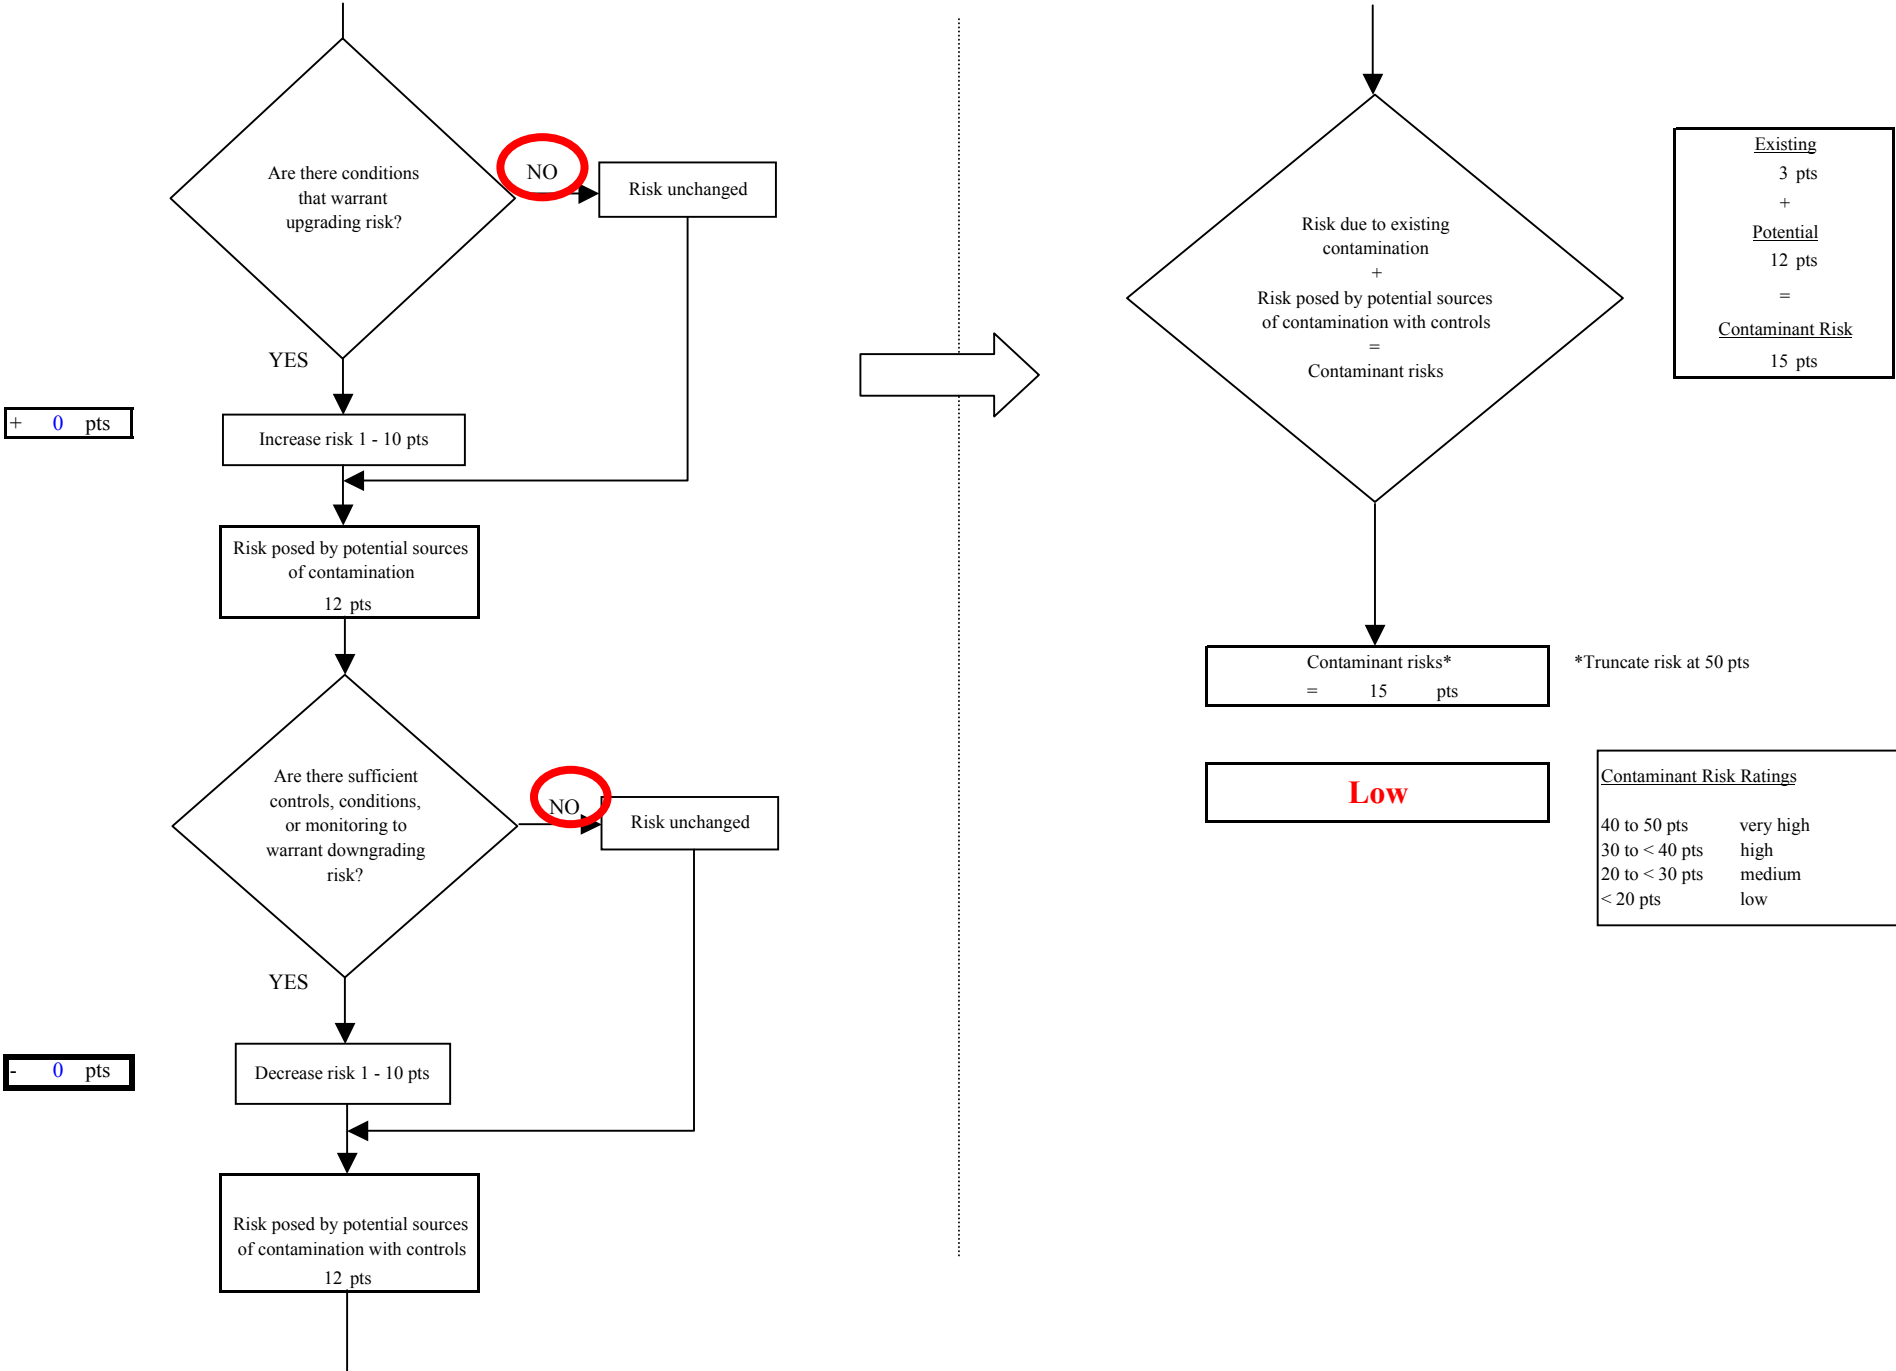 Are there conditions
that warrant
upgrading risk?
NO
Risk unchanged
YES
+ 0 pts
Increase risk 1 - 10 pts
Risk posed by potential sources
of contamination
12 pts
Are there sufficient
controls, conditions,
or monitoring to
warrant downgrading
risk?
NO
Risk unchanged
YES
- 0 pts
Decrease risk 1 - 10 pts
Risk posed by potential sources
of contamination with controls
12 pts
Risk due to existing
contamination
+
Risk posed by potential sources
of contamination with controls
=
Contaminant risks
Existing
3 pts
+
Potential
12 pts
=
Contaminant Risk
15 pts
Contaminant risks*
= 15 pts
*Truncate risk at 50 pts
Low
Contaminant Risk Ratings
40 to 50 pts very high
30 to < 40 pts high
20 to < 30 pts medium
< 20 pts low